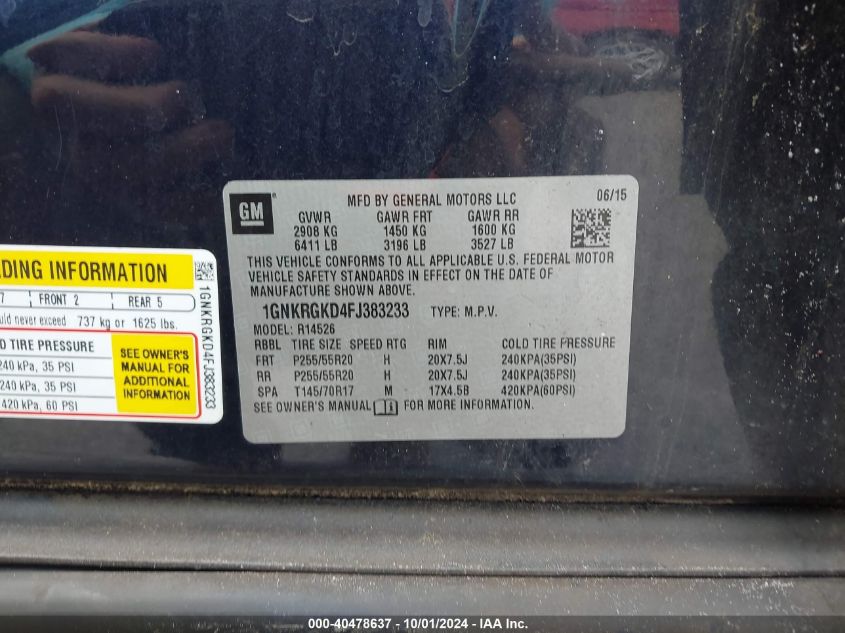 GM
MFD BY GENERAL MOTORS LLC
06/15
GVWR GAWR FRT GAWR RR
2908 KG 1450 KG 1600 KG
6411 LB 3196 LB 3527 LB
THIS VEHICLE CONFORMS TO ALL APPLICABLE U.S. FEDERAL MOTOR
VEHICLE SAFETY STANDARDS IN EFFECT ON THE DATE OF
MANUFACTURE SHOWN ABOVE.
1GNKRGKD4FJ383233 TYPE: M.P.V.
MODEL: R14526
RBBL TIRE SIZE SPEED RTG RIM COLD TIRE PRESSURE
FRT P255/55R20 H 20X7.5J 240KPA(35PSI)
RR P255/55R20 H 20X7.5J 240KPA(35PSI)
SPA T145/70R17 M 17X4.5B 420KPA(60PSI)
SEE OWNER'S MANUAL FOR MORE INFORMATION.
DING INFORMATION
7 FRONT 2 REAR 5
uld never exceed 737 kg or 1625 lbs.
D TIRE PRESSURE
240 kPa, 35 PSI
240 kPa, 35 PSI
420 kPa, 60 PSI
SEE OWNER'S
MANUAL FOR
ADDITIONAL
INFORMATION
1GNKRGKD4FJ383233
000-40478637 - 10/01/2024 - IAA, Inc.